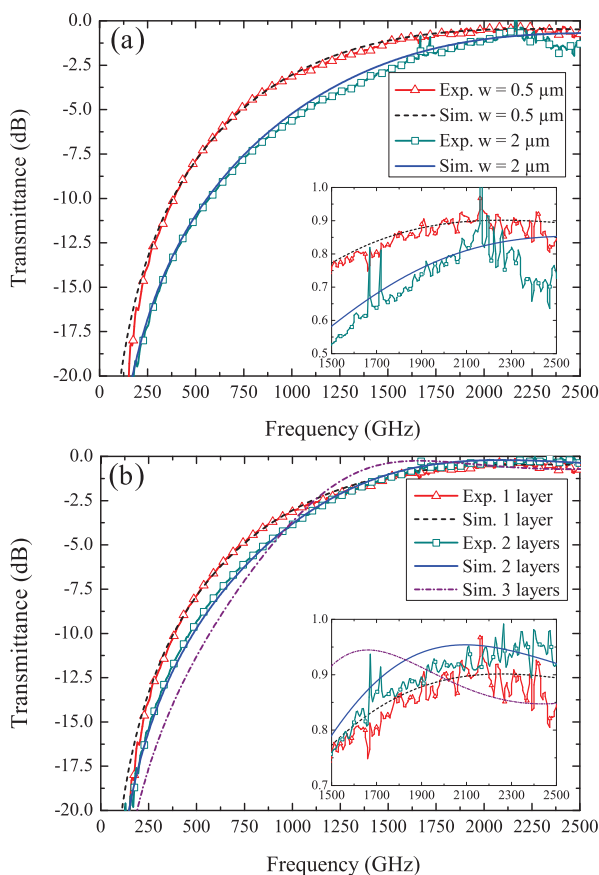 (a)
Transmittance (dB)
0.0
-2.5
-5.0
-7.5
-10.0
-12.5
-15.0
-17.5
-20.0
Exp. w = 0.5 µm
Sim. w = 0.5 µm
Exp. w = 2 µm
Sim. w = 2 µm
1.0
0.9
0.8
0.7
0.6
0.5
1500 1700 1900 2100 2300 2500
250 500 750 1000 1250 1500 1750 2000 2250 2500
Frequency (GHz)
(b)
Transmittance (dB)
0.0
-2.5
-5.0
-7.5
-10.0
-12.5
-15.0
-17.5
-20.0
Exp. 1 layer
Sim. 1 layer
Exp. 2 layers
Sim. 2 layers
Sim. 3 layers
1.0
0.9
0.8
0.7
1500 1700 1900 2100 2300 2500
250 500 750 1000 1250 1500 1750 2000 2250 2500
Frequency (GHz)